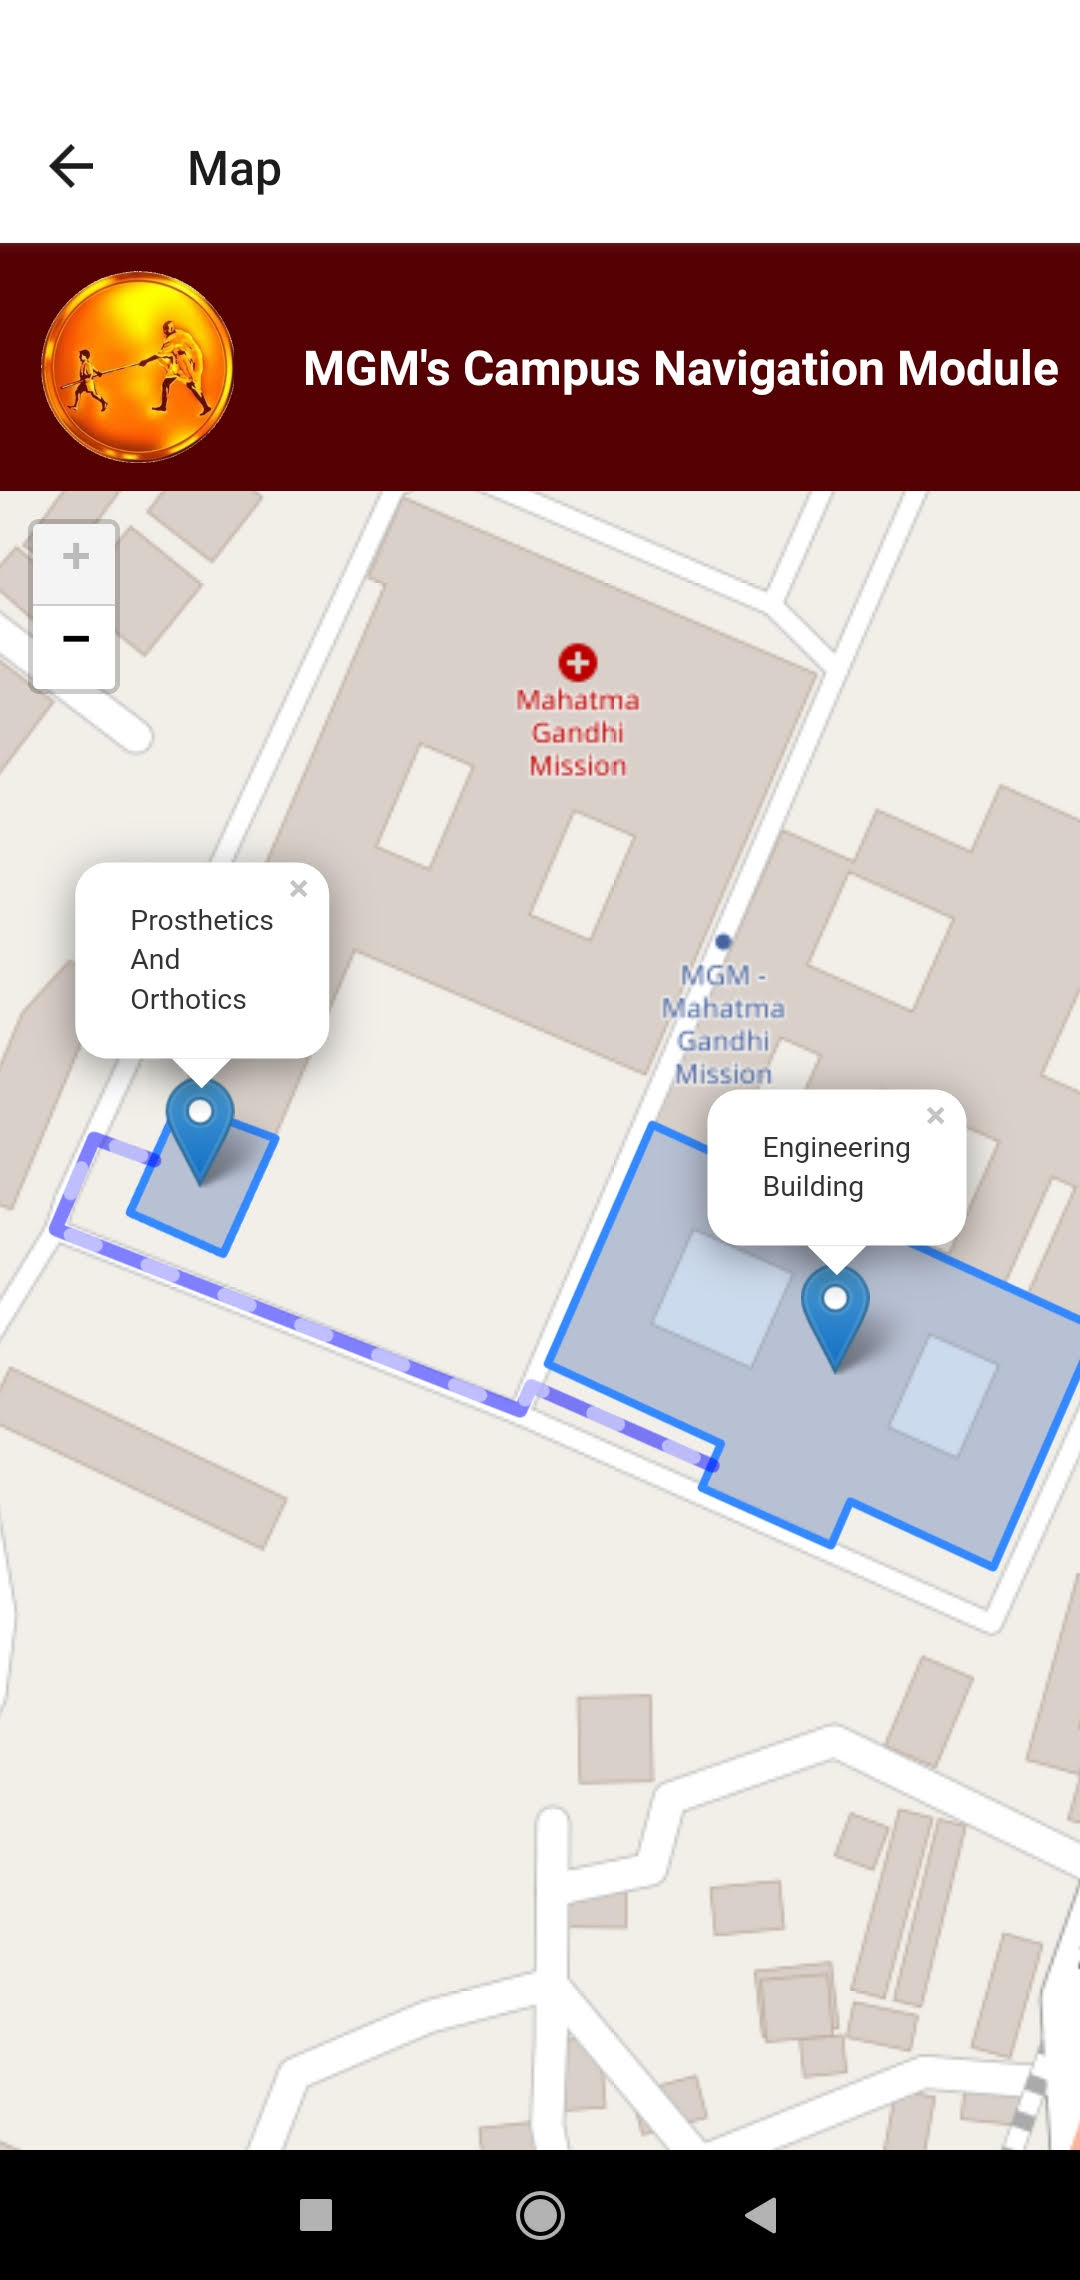 Map
MGM's Campus Navigation Module
+
−
Mahatma
Gandhi
Mission
×
Prosthetics
And
Orthotics
MGM -
Mahatma
Gandhi
Mission
×
Engineering
Building